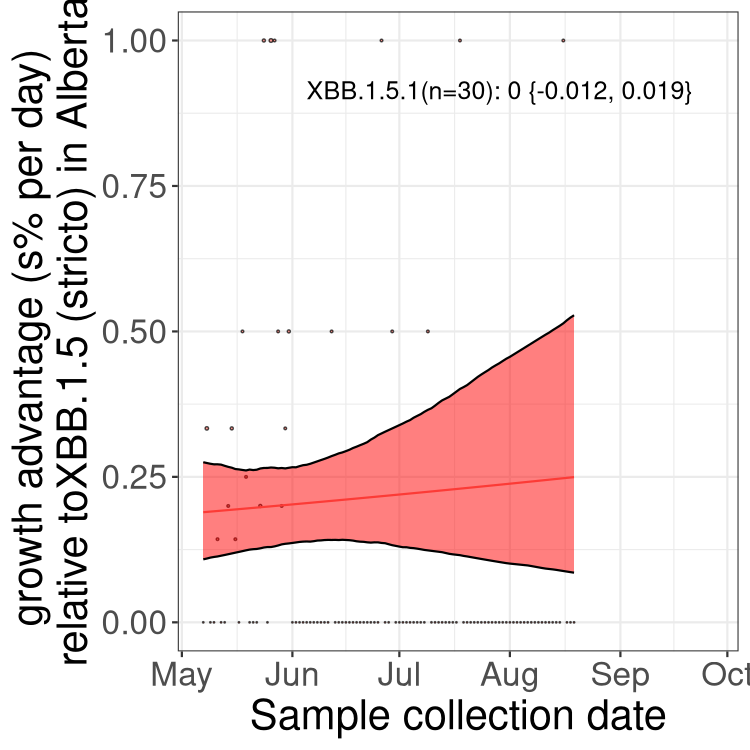 growth advantage (s% per day)
relative toXBB.1.5 (stricto) in Alberta
1.00
XBB.1.5.1(n=30): 0 {-0.012, 0.019}
0.75
0.50
0.25
0.00
May Jun Jul Aug Sep Oct
Sample collection date